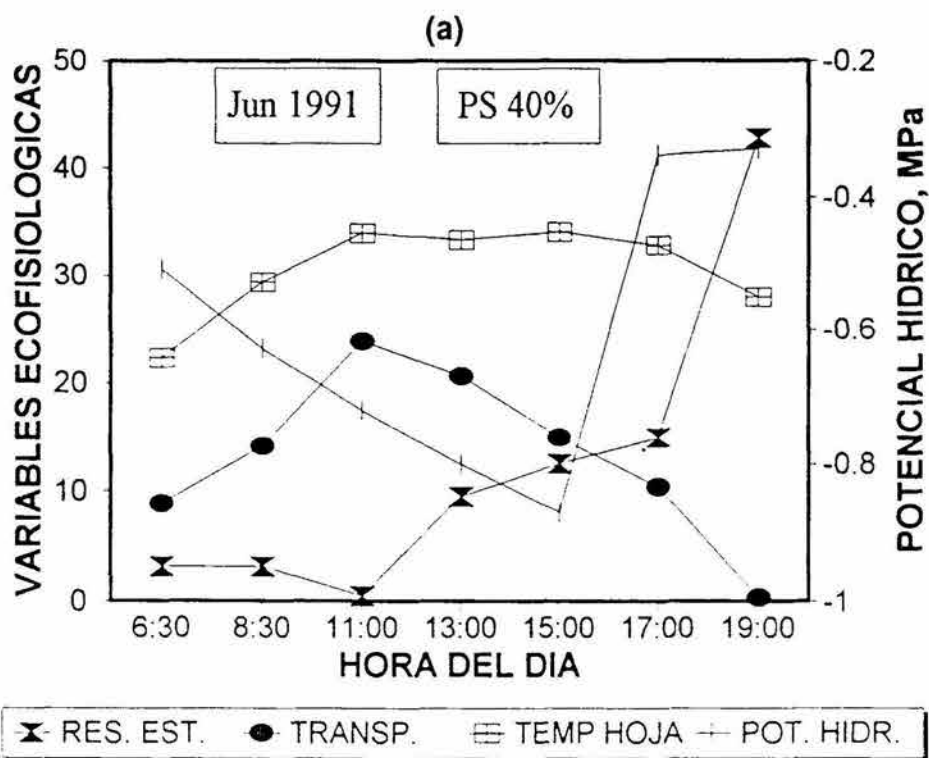 (a)
Jun 1991
PS 40%
VARIABLES ECOFISIOLOGICAS
50
40
30
20
10
0
POTENCIAL HIDRICO, MPa
-0.2
-0.4
-0.6
-0.8
-1
6:30 8:30 11:00 13:00 15:00 17:00 19:00
HORA DEL DIA
RES. EST. TRANSP. TEMP HOJA POT. HIDR.